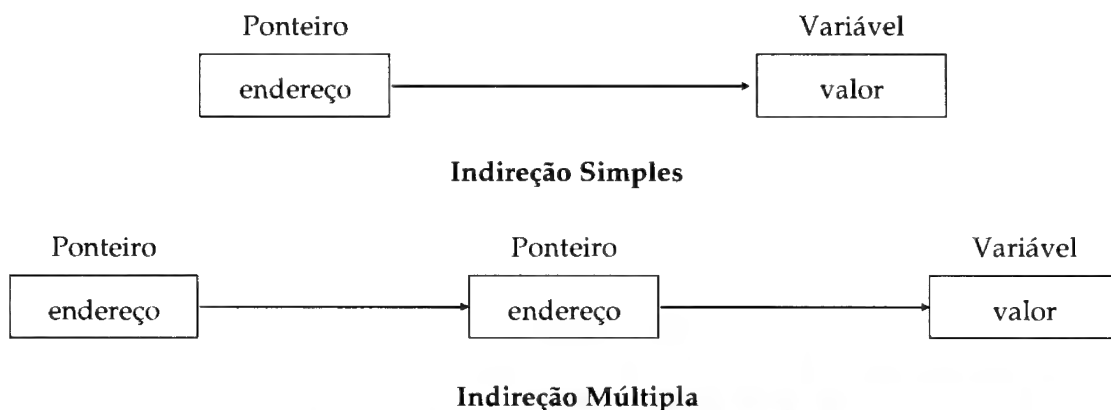 Ponteiro Variável
endereço valor
Indireção Simples
Ponteiro Ponteiro Variável
endereço endereço valor
Indireção Múltipla